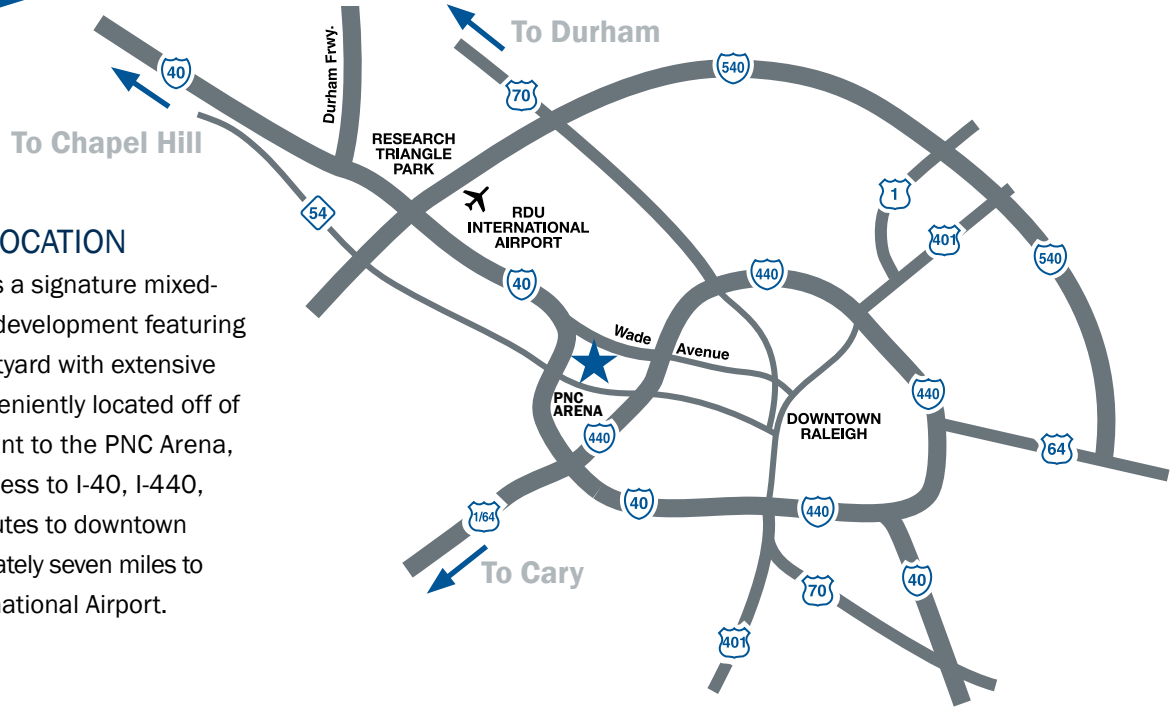 OCATION
s a signature mixed-
development featuring
tyard with extensive
eniently located off of
nt to the PNC Arena,
ess to I-40, I-440,
utes to downtown
ately seven miles to
national Airport.
To Durham
40
Durham Frwy.
70
540
To Chapel Hill
RESEARCH
TRIANGLE
PARK
54
RDU
INTERNATIONAL
AIRPORT
1
401
540
40
440
Wade Avenue
PNC
ARENA
440
DOWNTOWN
RALEIGH
440
64
1/64
40
440
To Cary
70
40
401